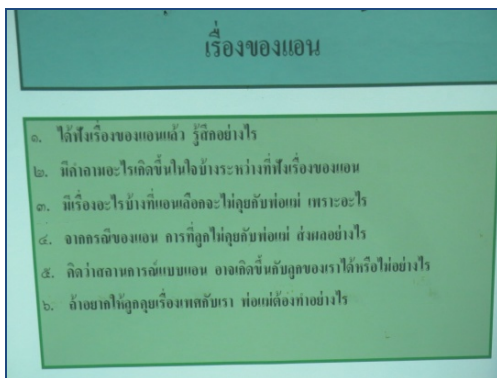 เรื่องของแอน
๑. ได้ฟังเรื่องของแอนแล้ว รู้สึกอย่างไร
๒. มีคำถามอะไรเกิดขึ้นในใจบ้างระหว่างที่ฟังเรื่องของแอน
๓. มีเรื่องอะไรบ้างที่แอนเลือกจะไม่คุยกับพ่อแม่ เพราะอะไร
๔. จากกรณีของแอน การที่ลูกไม่คุยกับพ่อแม่ ส่งผลอย่างไร
๕. คิดว่าสถานการณ์แบบแอน อาจเกิดขึ้นกับลูกของเราได้หรือไม่อย่างไร
๖. ถ้าอยากให้ลูกคุยเรื่องเพศกับเรา พ่อแม่ต้องทำอย่างไร